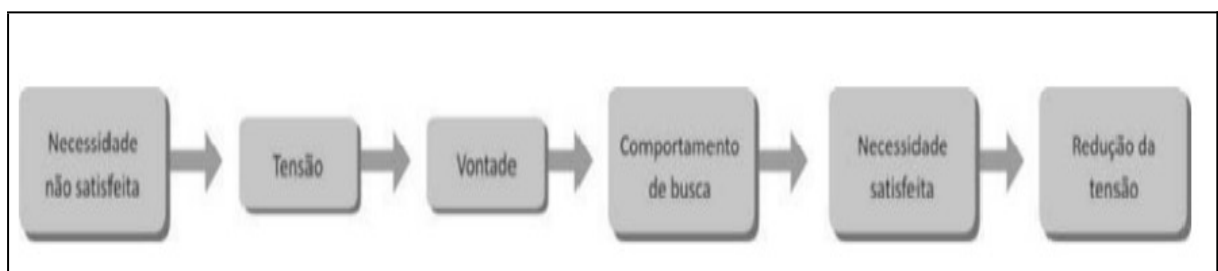 Necessidade
não satisfeita
Tensão
Vontade
Comportamento
de busca
Necessidade
satisfeita
Redução da
tensão